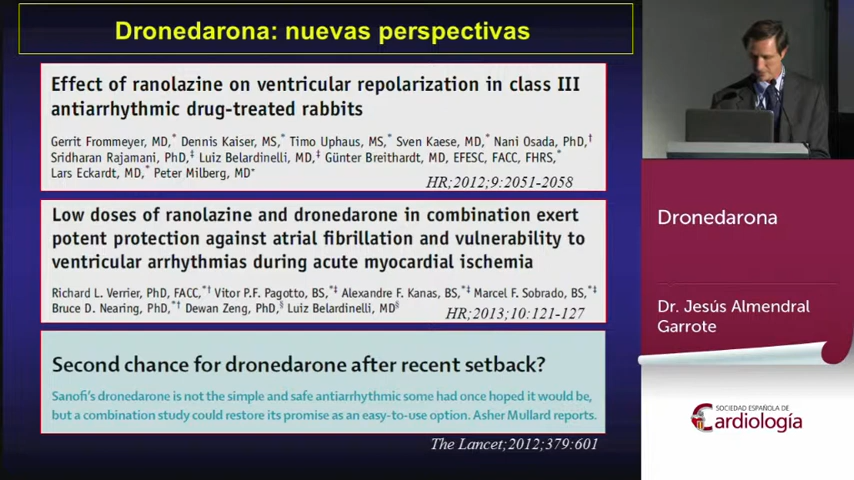 Dronedarona: nuevas perspectivas
Effect of ranolazine on ventricular repolarization in class III
antiarrhythmic drug-treated rabbits
Gerrit Frommeyer, MD,* Dennis Kaiser, MS,* Timo Uphaus, MS,* Sven Kaese, MD,* Nani Osada, PhD,†
Sridharan Rajamani, PhD,‡ Luiz Belardinelli, MD,‡ Günter Breithardt, MD, EFESC, FACC, FHRS,*
Lars Eckardt, MD,* Peter Milberg, MD*
HR;2012;9:2051-2058
Low doses of ranolazine and dronedarone in combination exert
potent protection against atrial fibrillation and vulnerability to
ventricular arrhythmias during acute myocardial ischemia
Richard L. Verrier, PhD, FACC,*† Vitor P.F. Pagotto, BS,*‡ Alexandre F. Kanas, BS,*‡ Marcel F. Sobrado, BS,*‡
Bruce D. Nearing, PhD,*† Dewan Zeng, PhD,§ Luiz Belardinelli, MD§
HR;2013;10:121-127
Second chance for dronedarone after recent setback?
Sanofi's dronedarone is not the simple and safe antiarrhythmic some had once hoped it would be,
but a combination study could restore its promise as an easy-to-use option. Asher Mullard reports.
The Lancet;2012;379:601
Dronedarona
Dr. Jesús Almendral
Garrote
SOCIEDAD ESPAÑOLA DE
Cardiología